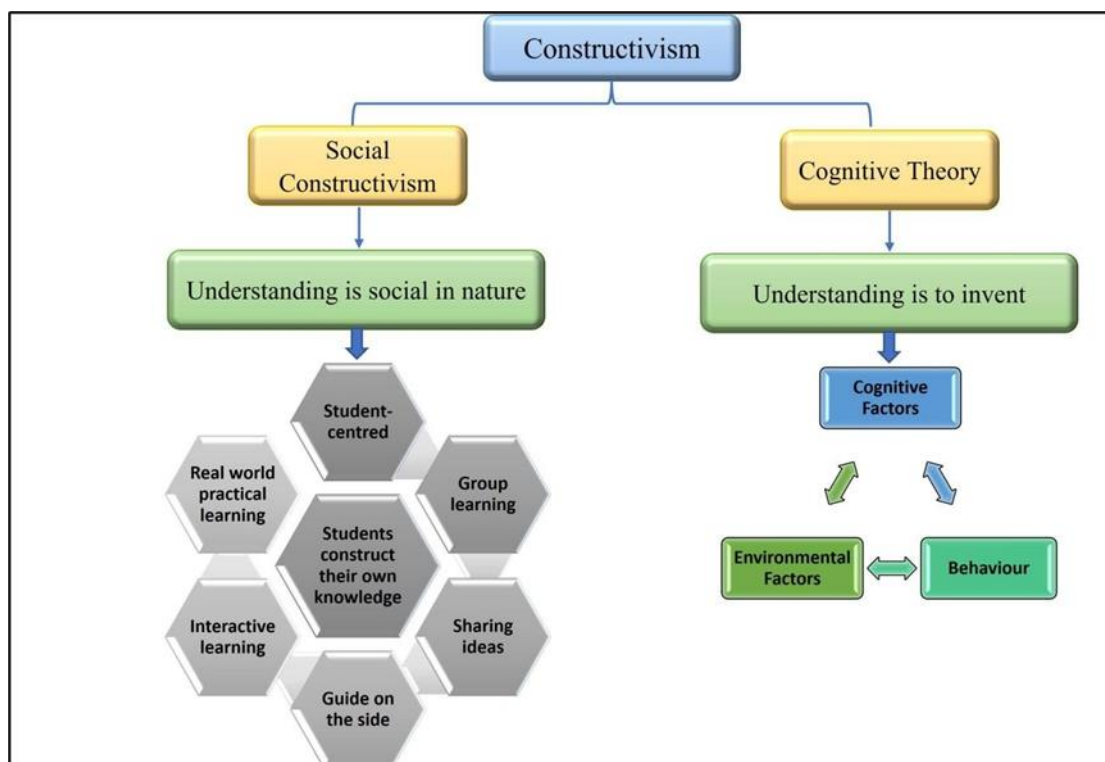 Constructivism
Social
Constructivism
Cognitive Theory
Understanding is social in nature
Understanding is to invent
Student-
centred
Real world
practical
learning
Group
learning
Students
construct
their own
knowledge
Interactive
learning
Sharing
ideas
Guide on
the side
Cognitive
Factors
Environmental
Factors
Behaviour